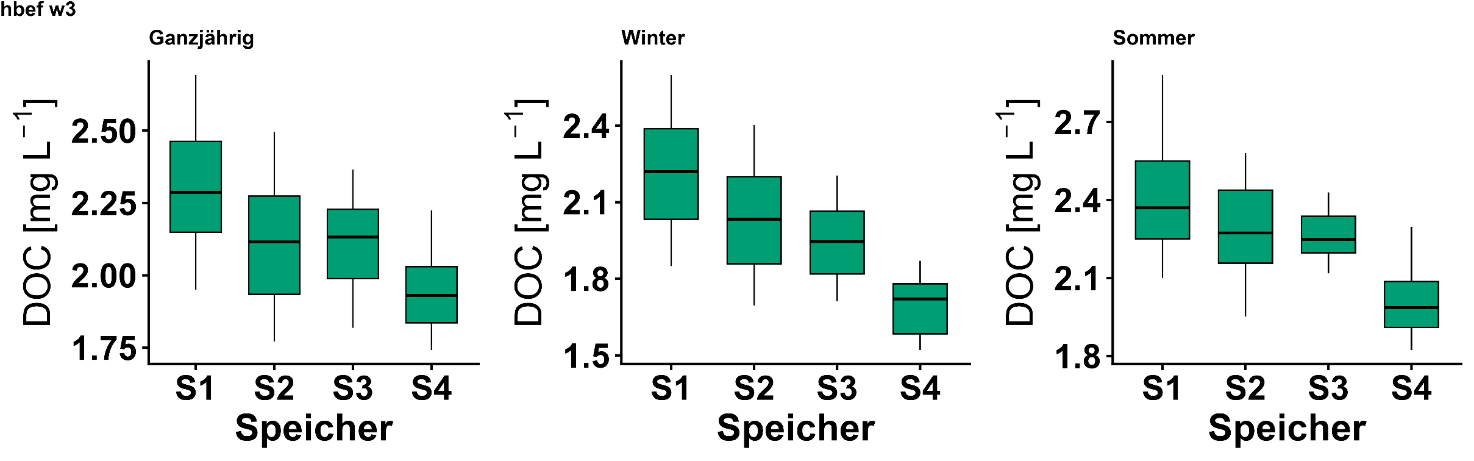 hbef w3
Ganzjährig
DOC [mg L⁻¹]
2.50
2.25
2.00
1.75
S1 S2 S3 S4
Speicher
Winter
DOC [mg L⁻¹]
2.4
2.1
1.8
1.5
S1 S2 S3 S4
Speicher
Sommer
DOC [mg L⁻¹]
2.7
2.4
2.1
1.8
S1 S2 S3 S4
Speicher